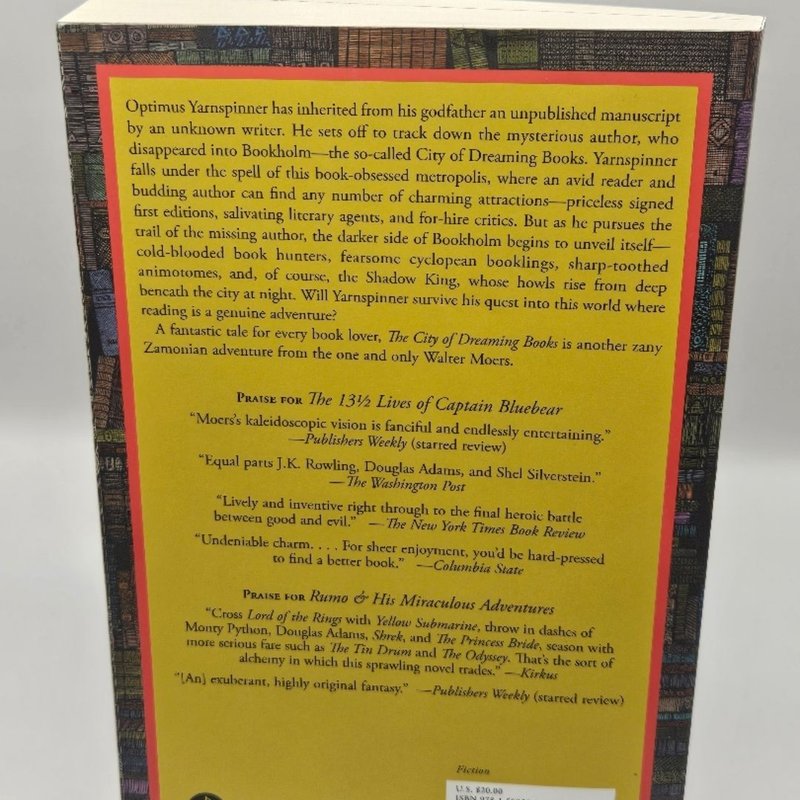 Optimus Yarnspinner has inherited from his godfather an unpublished manuscript
by an unknown writer. He sets off to track down the mysterious author, who
disappeared into Bookholm—the so-called City of Dreaming Books. Yarnspinner
falls under the spell of this book-obsessed metropolis, where an avid reader and
budding author can find any number of charming attractions—priceless signed
first editions, salivating literary agents, and for-hire critics. But as he pursues the
trail of the missing author, the darker side of Bookholm begins to unveil itself—
cold-blooded book hunters, fearsome cyclopean booklings, sharp-toothed
animotomes, and, of course, the Shadow King, whose howls rise from deep
beneath the city at night. Will Yarnspinner survive his quest into this world where
reading is a genuine adventure?
A fantastic tale for every book lover, The City of Dreaming Books is another zany
Zamonian adventure from the one and only Walter Moers.
Praise for The 13½ Lives of Captain Bluebear
“Moers's kaleidoscopic vision is fanciful and endlessly entertaining.”
—Publishers Weekly (starred review)
“Equal parts J.K. Rowling, Douglas Adams, and Shel Silverstein.”
—The Washington Post
“Lively and inventive right through to the final heroic battle
between good and evil.” —The New York Times Book Review
“Undeniable charm. . . . For sheer enjoyment, you'd be hard-pressed
to find a better book.” —Columbia State
Praise for Rumo & His Miraculous Adventures
“Cross Lord of the Rings with Yellow Submarine, throw in dashes of
Monty Python, Douglas Adams, Shrek, and The Princess Bride, season with
more serious fare such as The Tin Drum and The Odyssey. That's the sort of
alchemy in which this sprawling novel trades.” —Kirkus
“[An] exuberant, highly original fantasy.” —Publishers Weekly (starred review)
Fiction
U.S. $20.00
ISBN 978-1-